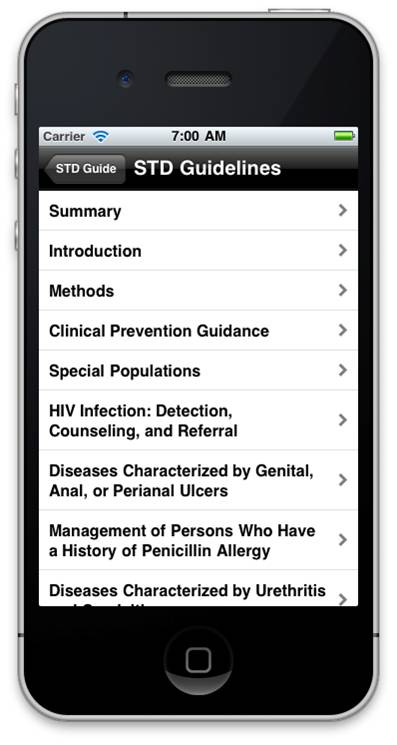 Carrier 7:00 AM
STD Guide STD Guidelines
Summary
Introduction
Methods
Clinical Prevention Guidance
Special Populations
HIV Infection: Detection,
Counseling, and Referral
Diseases Characterized by Genital,
Anal, or Perianal Ulcers
Management of Persons Who Have
a History of Penicillin Allergy
Diseases Characterized by Urethritis